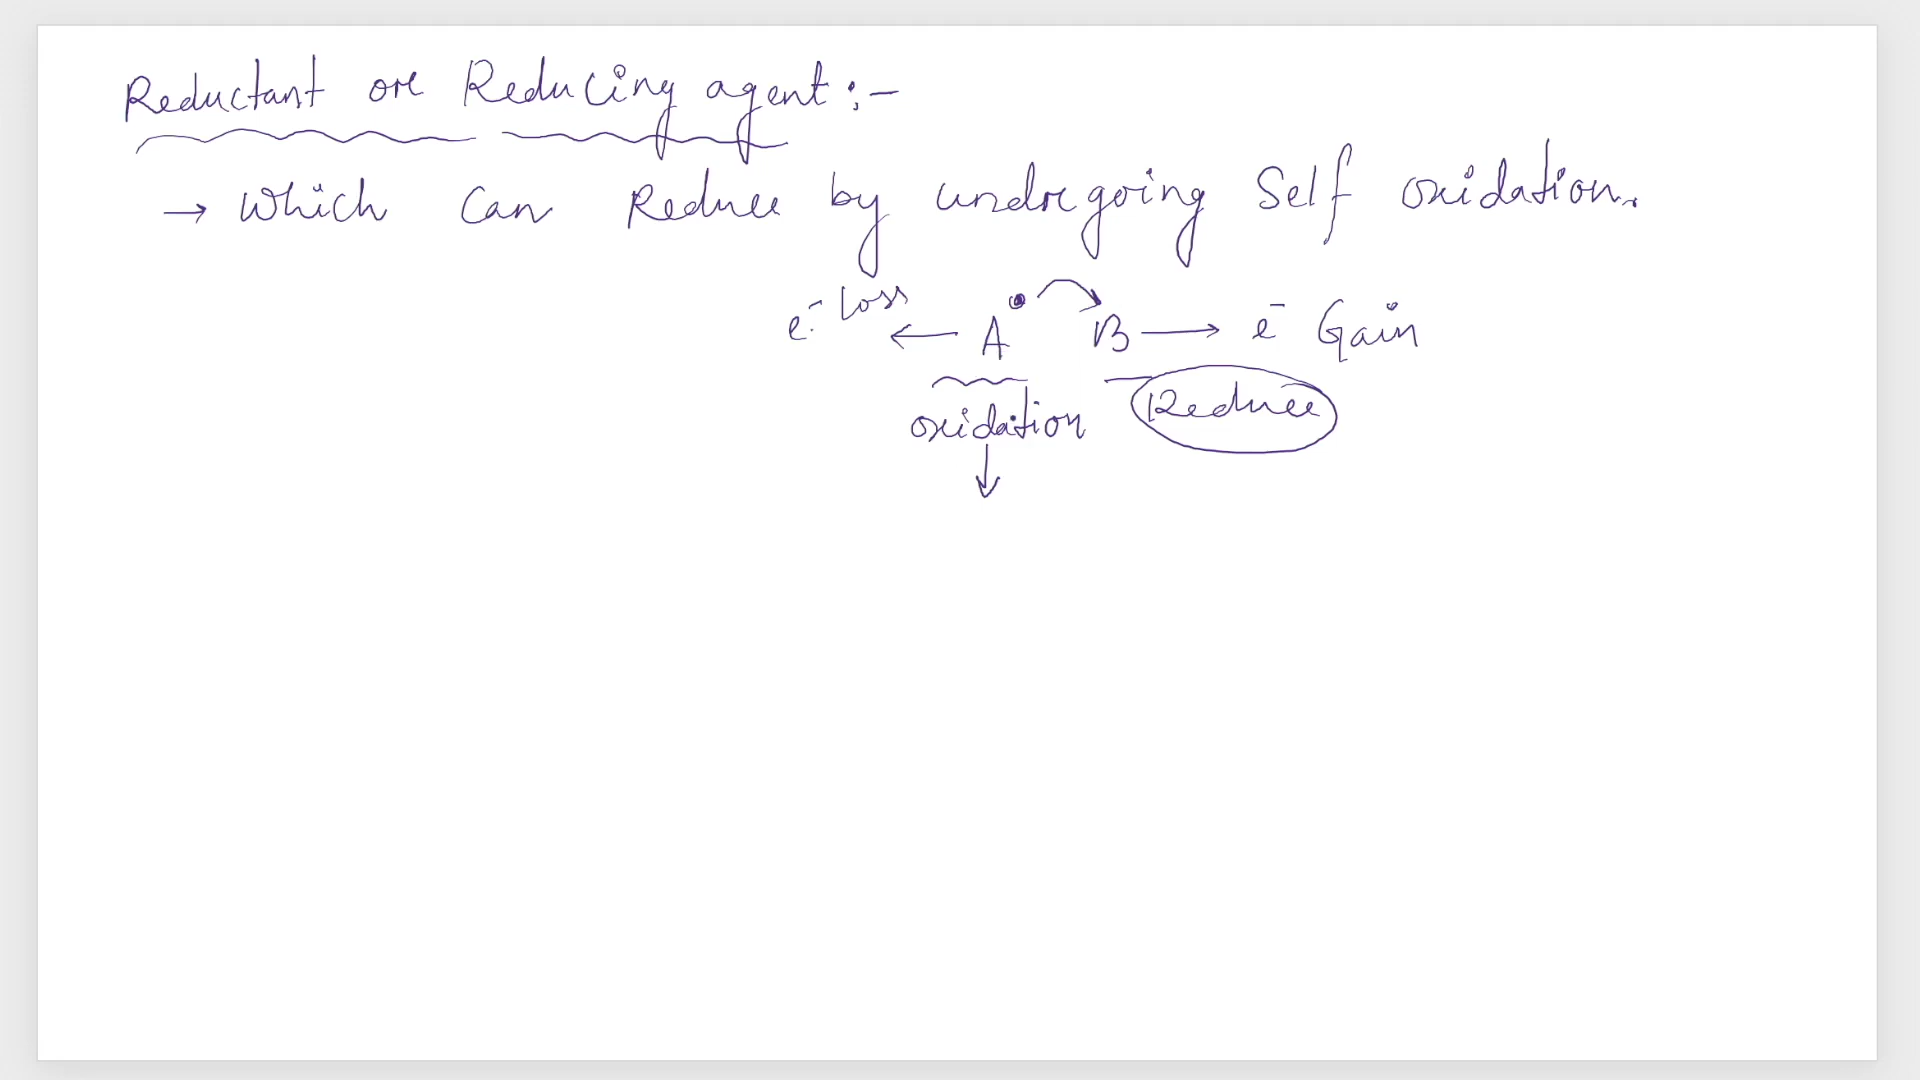 Reductant or Reducing agent :-
→ Which can Reduce by undergoing Self oxidation.
e⁻ loss ← A B → e⁻ Gain
oxidation Reduce